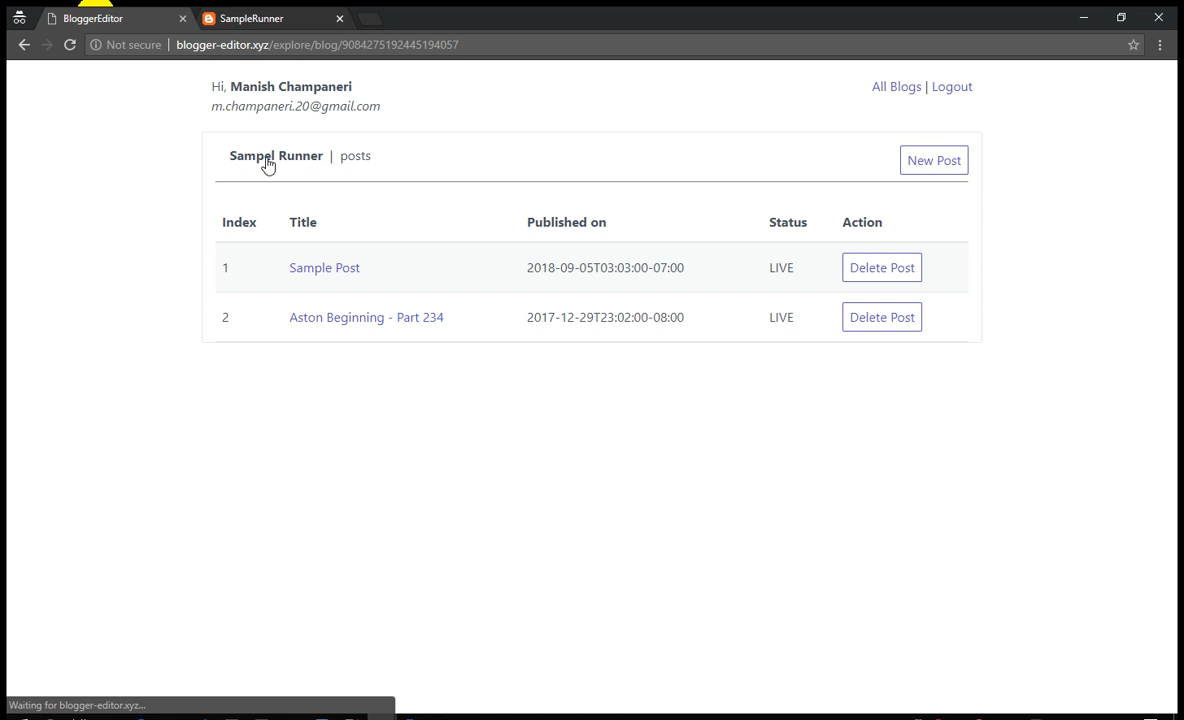 BloggerEditor
SampleRunner
Not secure | blogger-editor.xyz/explore/blog/9084275192445194057
Hi, Manish Champaneri
All Blogs | Logout
m.champaneri.20@gmail.com
Sampel Runner | posts
New Post
Index Title Published on Status Action
1 Sample Post 2018-09-05T03:03:00-07:00 LIVE Delete Post
2 Aston Beginning - Part 234 2017-12-29T23:02:00-08:00 LIVE Delete Post
Waiting for blogger-editor.xyz...